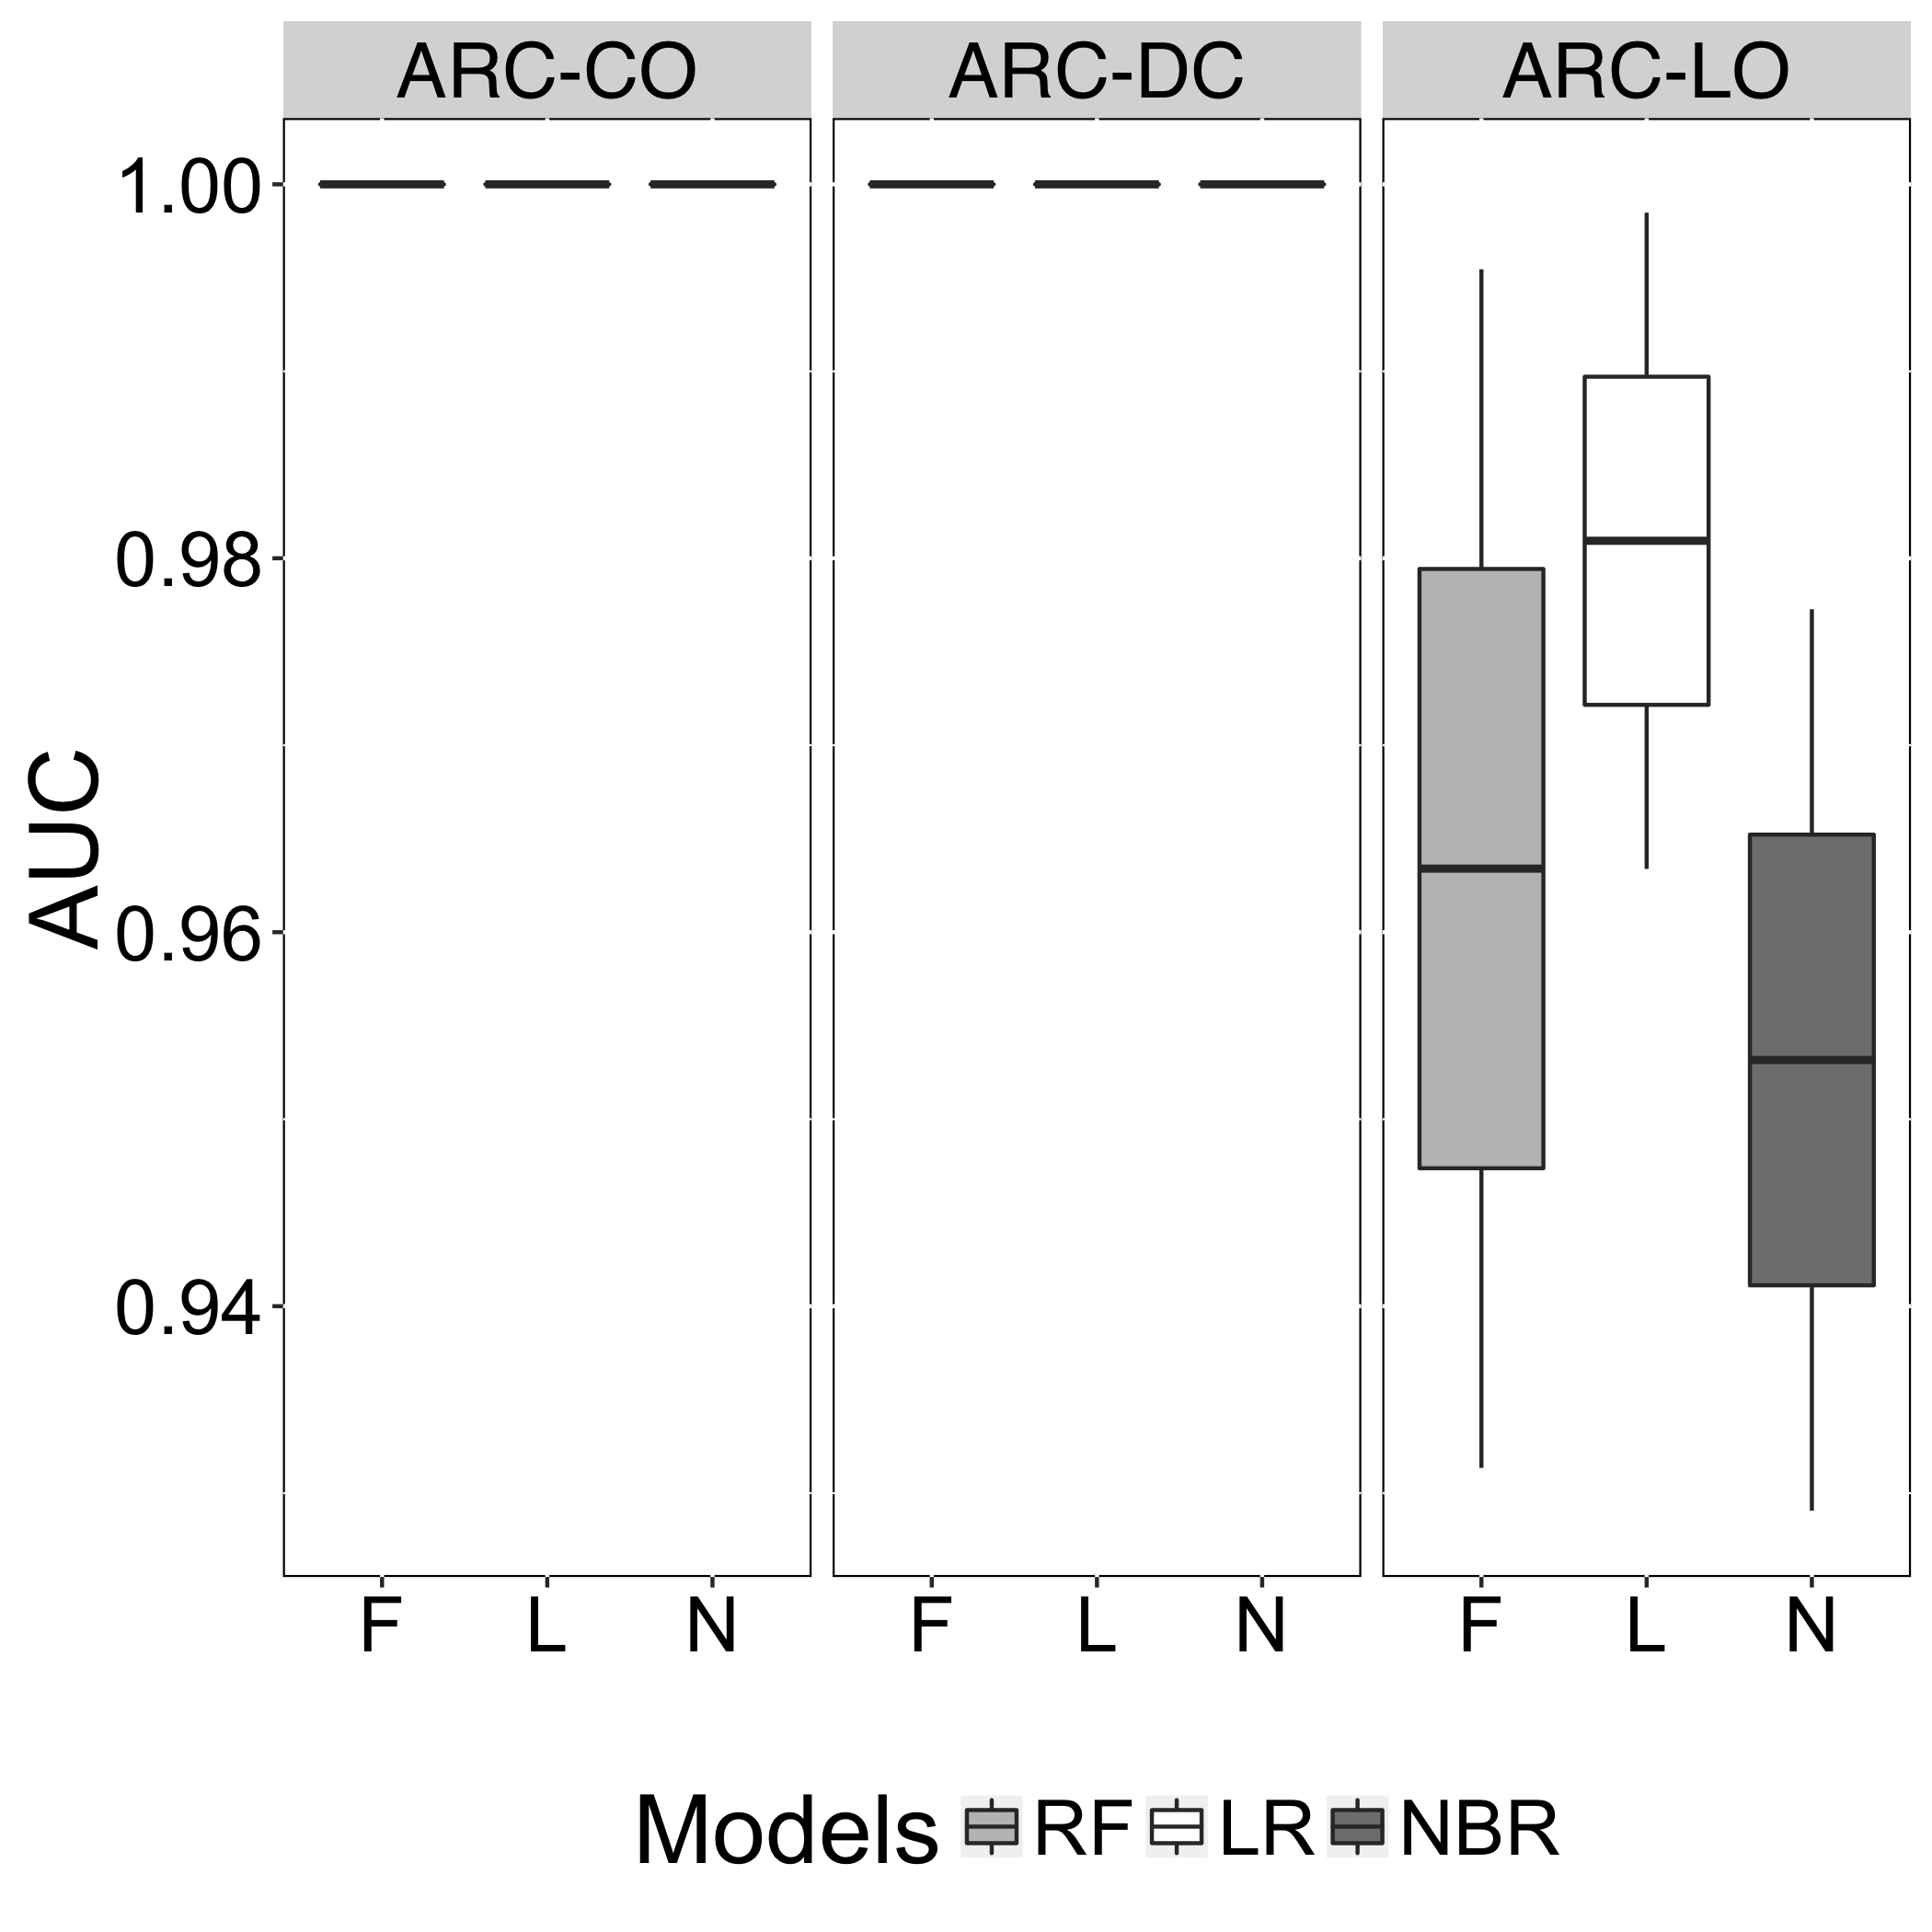 ARC-CO ARC-DC ARC-LO
1.00
0.98
0.96
0.94
AUC
F L N F L N F L N
Models RF LR NBR